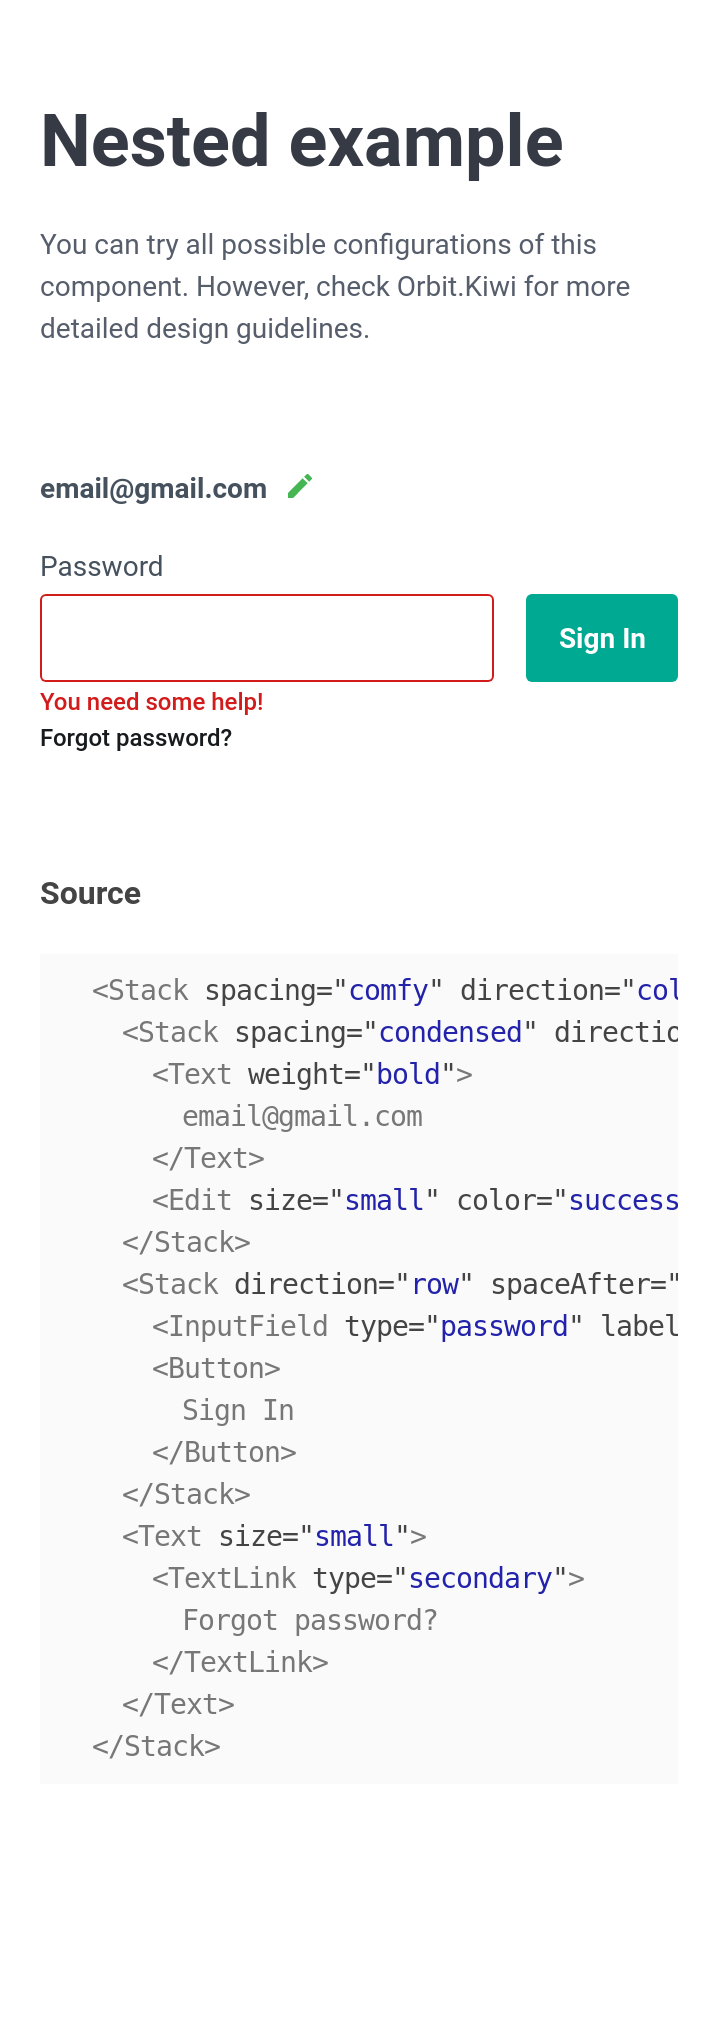 Nested example
You can try all possible configurations of this
component. However, check Orbit.Kiwi for more
detailed design guidelines.
email@gmail.com
Password
Sign In
You need some help!
Forgot password?
Source
<Stack spacing="comfy" direction="col
<Stack spacing="condensed" directio
<Text weight="bold">
email@gmail.com
</Text>
<Edit size="small" color="success
</Stack>
<Stack direction="row" spaceAfter="
<InputField type="password" label
<Button>
Sign In
</Button>
</Stack>
<Text size="small">
<TextLink type="secondary">
Forgot password?
</TextLink>
</Text>
</Stack>